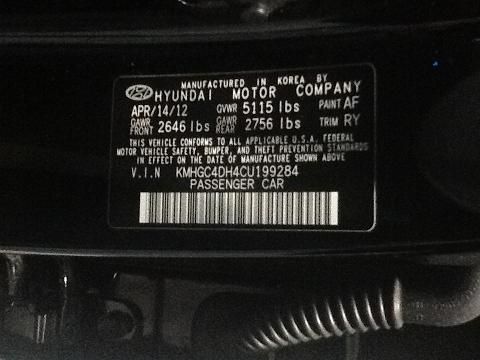 MANUFACTURED IN KOREA BY
HYUNDAI MOTOR COMPANY
APR/14/12 GVWR 5115 lbs PAINT AF
GAWR FRONT 2646 lbs GAWR REAR 2756 lbs TRIM RY
THIS VEHICLE CONFORMS TO ALL APPLICABLE U.S.A. FEDERAL
MOTOR VEHICLE SAFETY, BUMPER, AND THEFT PREVENTION STANDARDS
IN EFFECT ON THE DATE OF MANUFACTURE SHOWN ABOVE.
V.I.N KMHGC4DH4CU199284
PASSENGER CAR